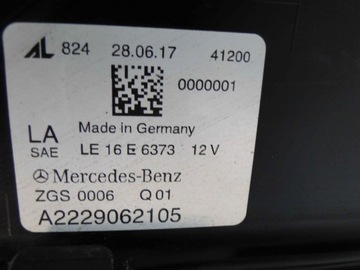 AL 824 28.06.17 41200
0000001
LA Made in Germany
SAE LE 16 E 6373 12 V
Mercedes-Benz
ZGS 0006 Q 01
A2229062105